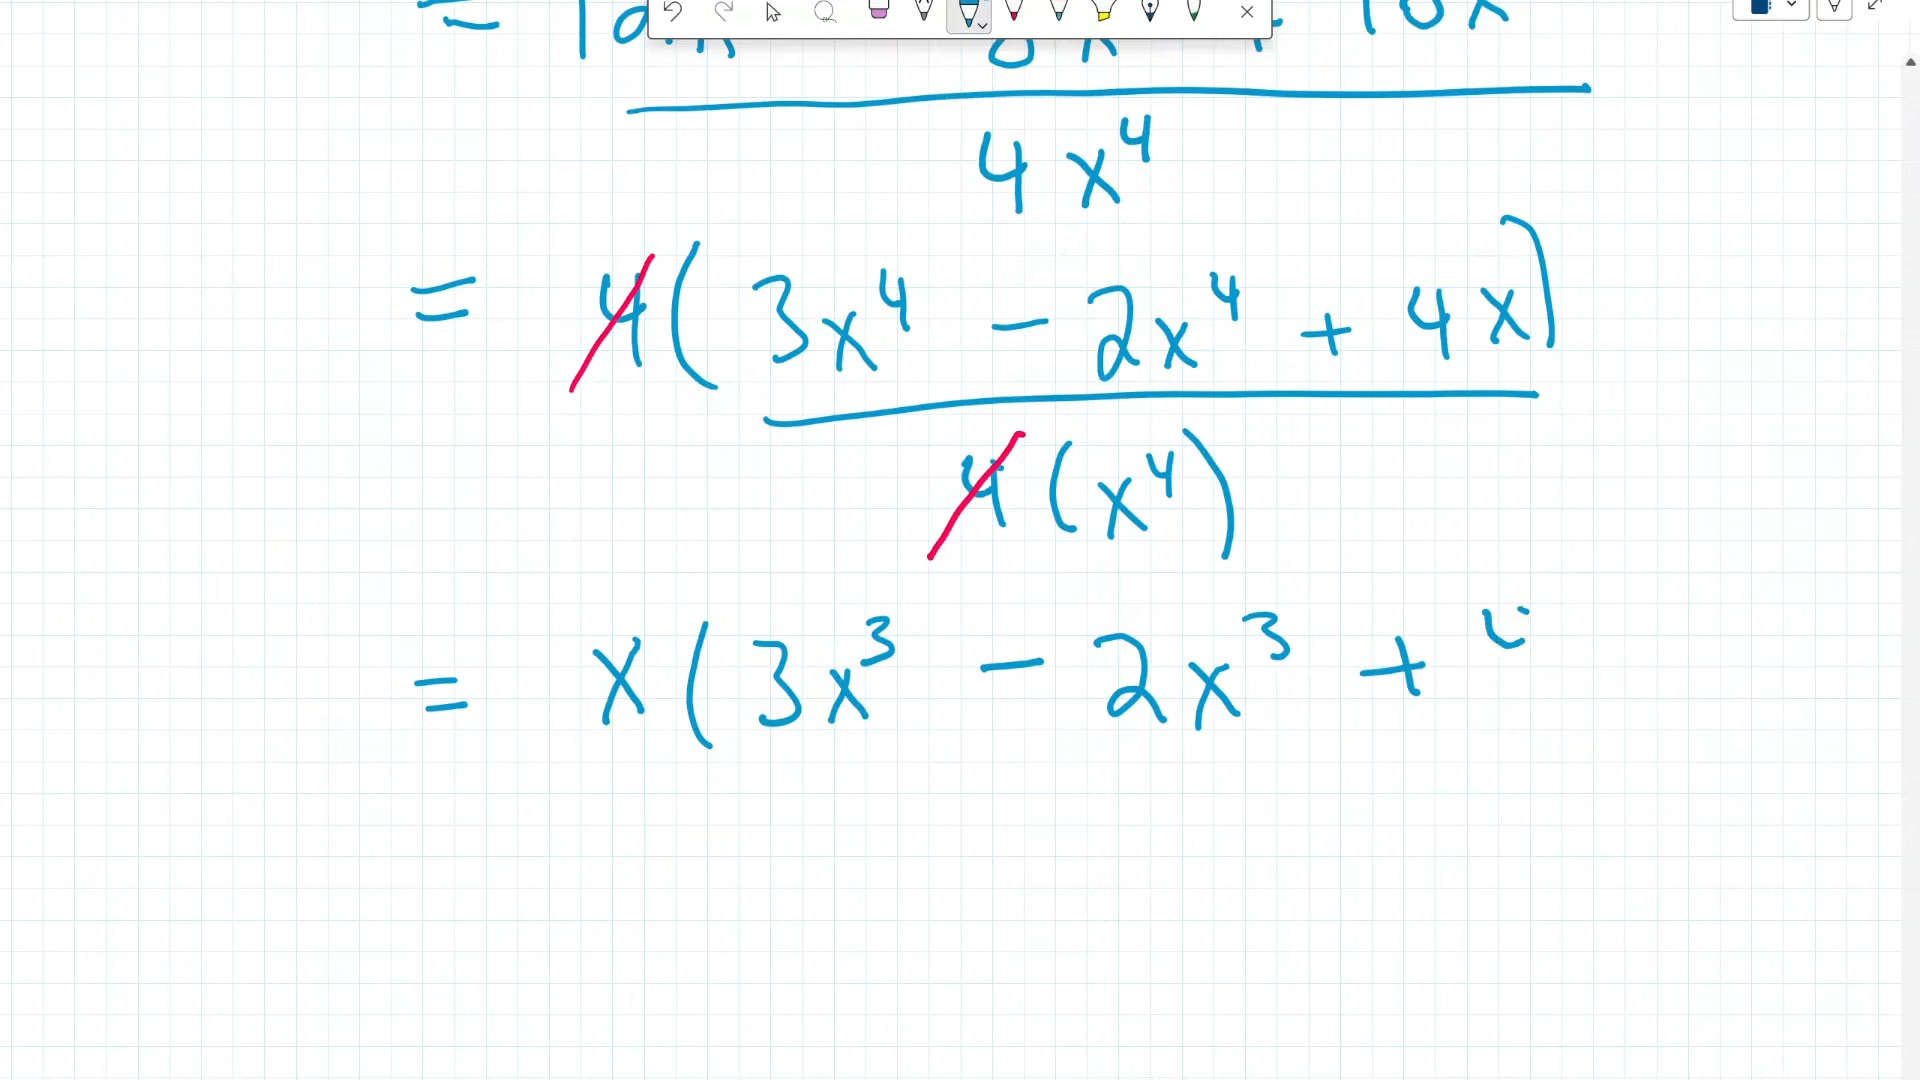 4x⁴
= 4(3x⁴ - 2x⁴ + 4x)
4(x⁴)
= x(3x³ - 2x³ +